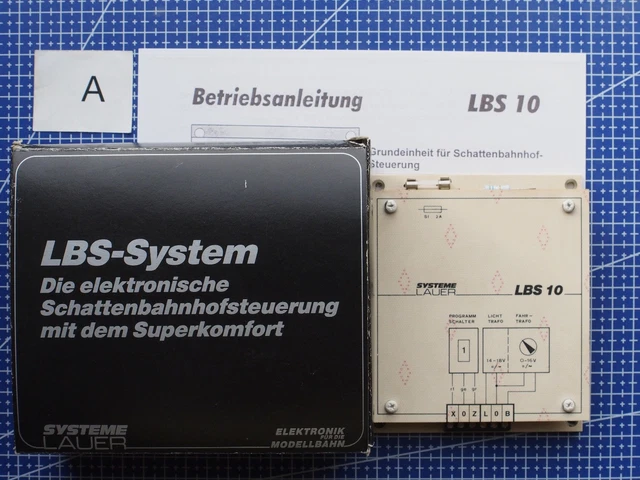 A
Betriebsanleitung LBS 10
Grundeinheit für Schattenbahnhof-
Steuerung
LBS-System
Die elektronische
Schattenbahnhofsteuerung
mit dem Superkomfort
SYSTEME
LAUER
ELEKTRONIK
FÜR DIE
MODELLBAHN
SYSTEME
LAUER
LBS 10
PROGRAMM
SCHALTER
LICHT
TRAFO
FAHR-
TRAFO
1
14-18V
0-16V
X 0 Z L 0 B